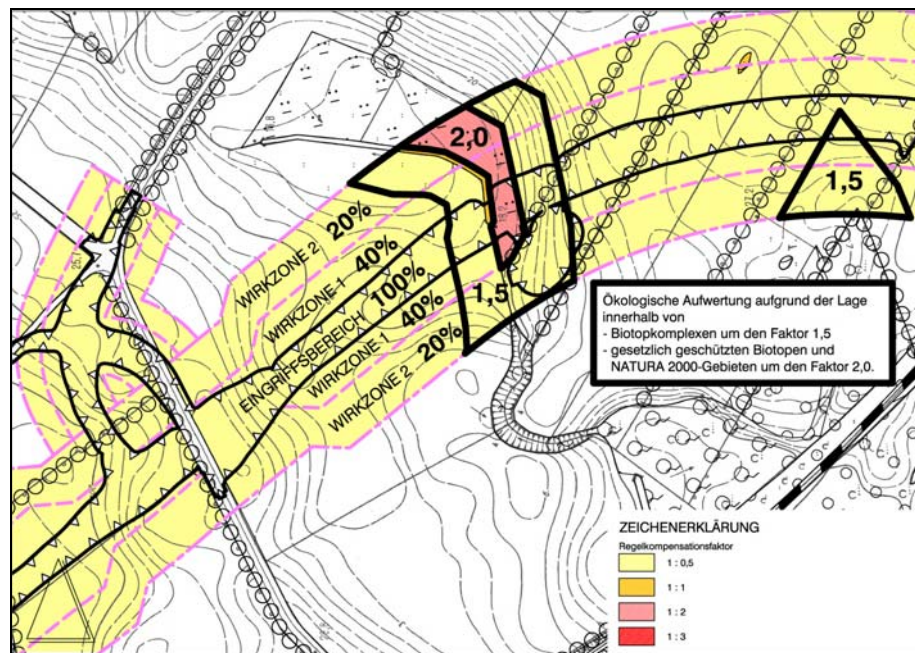 2,0
1,5
WIRKZONE 2 20%
WIRKZONE 1 40%
EINGRIFFSBEREICH 100%
WIRKZONE 1 40%
WIRKZONE 2 20%
1,5
Ökologische Aufwertung aufgrund der Lage
innerhalb von
- Biotopkomplexen um den Faktor 1,5
- gesetzlich geschützten Biotopen und
NATURA 2000-Gebieten um den Faktor 2,0.
ZEICHENERKLÄRUNG
Regelkompensationsfaktor
1 : 0,5
1 : 1
1 : 2
1 : 3
27,2